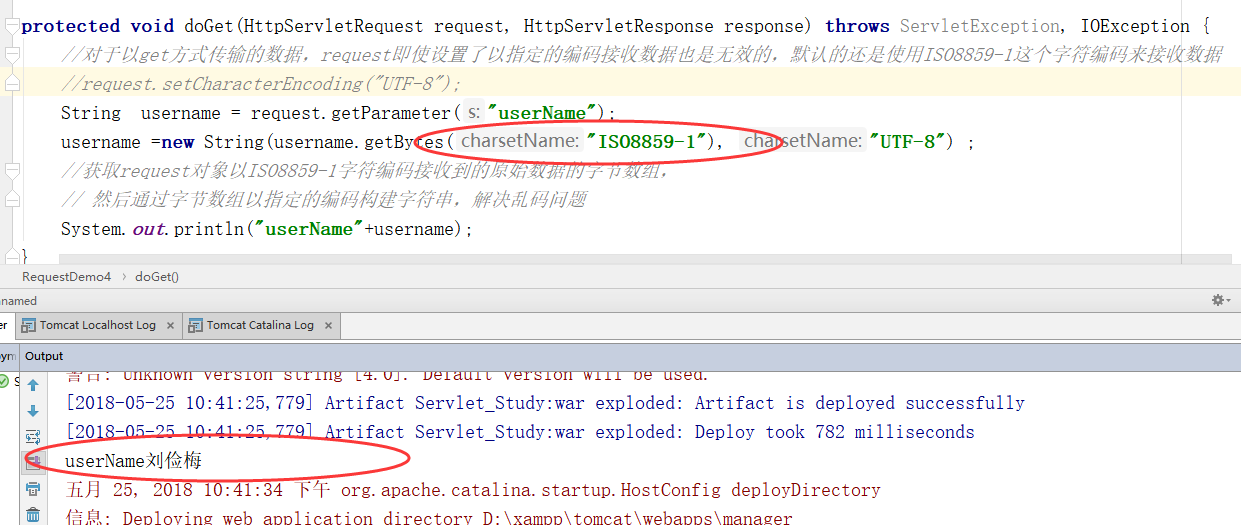 protected void doGet(HttpServletRequest request, HttpServletResponse response) throws ServletException, IOException {
//对于以get方式传输的数据，request即使设置了以指定的编码接收数据也是无效的，默认的还是使用ISO8859-1这个字符编码来接收数据
//request.setCharacterEncoding("UTF-8");
String username = request.getParameter( s: "userName");
username =new String(username.getBytes( charsetName: "ISO8859-1"), charsetName: "UTF-8") ;
//获取request对象以ISO8859-1字符编码接收到的原始数据的字节数组，
// 然后通过字节数组以指定的编码构建字符串，解决乱码问题
System.out.println("userName"+username);
}
RequestDemo4 › doGet()
nnamed
er Tomcat Localhost Log × Tomcat Catalina Log ×
oym Output
警告: Unknown version string [4.0]. Default version will be used.
[2018-05-25 10:41:25,779] Artifact Servlet_Study:war exploded: Artifact is deployed successfully
[2018-05-25 10:41:25,779] Artifact Servlet_Study:war exploded: Deploy took 782 milliseconds
userName刘俭梅
五月 25, 2018 10:41:34 下午 org.apache.catalina.startup.HostConfig deployDirectory
信息: Deploying web application directory D:\xampp\tomcat\webapps\manager